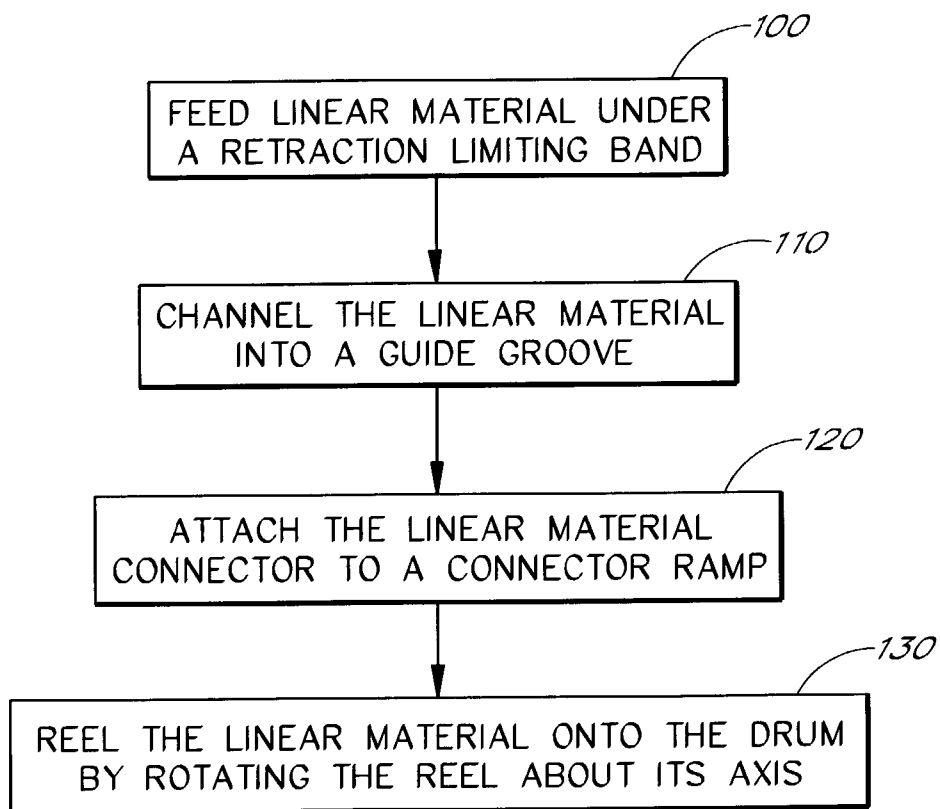 100
FEED LINEAR MATERIAL UNDER
A RETRACTION LIMITING BAND
110
CHANNEL THE LINEAR MATERIAL
INTO A GUIDE GROOVE
120
ATTACH THE LINEAR MATERIAL
CONNECTOR TO A CONNECTOR RAMP
130
REEL THE LINEAR MATERIAL ONTO THE DRUM
BY ROTATING THE REEL ABOUT ITS AXIS